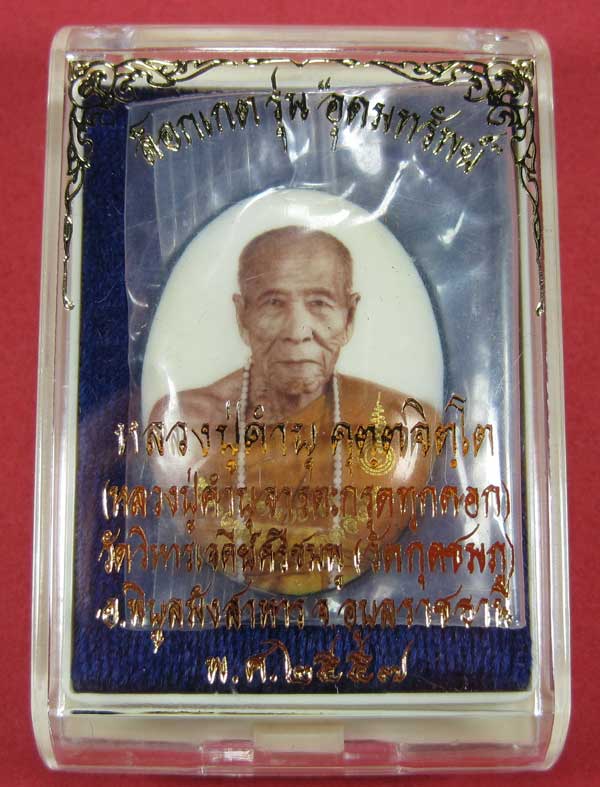 ล็อกเกต รุ่น "อุดมทรัพย์"
หลวงปู่คำบุ คุตฺตจิตฺโต
(หลวงปู่คำบุจารตะกรุดทุกดอก)
วัดวิหารเจดีย์ศรีชมพู (วัดกุดชมภู)
อ.พิบูลมังสาหาร จ.อุบลราชธานี
พ.ศ.๒๕๕๗